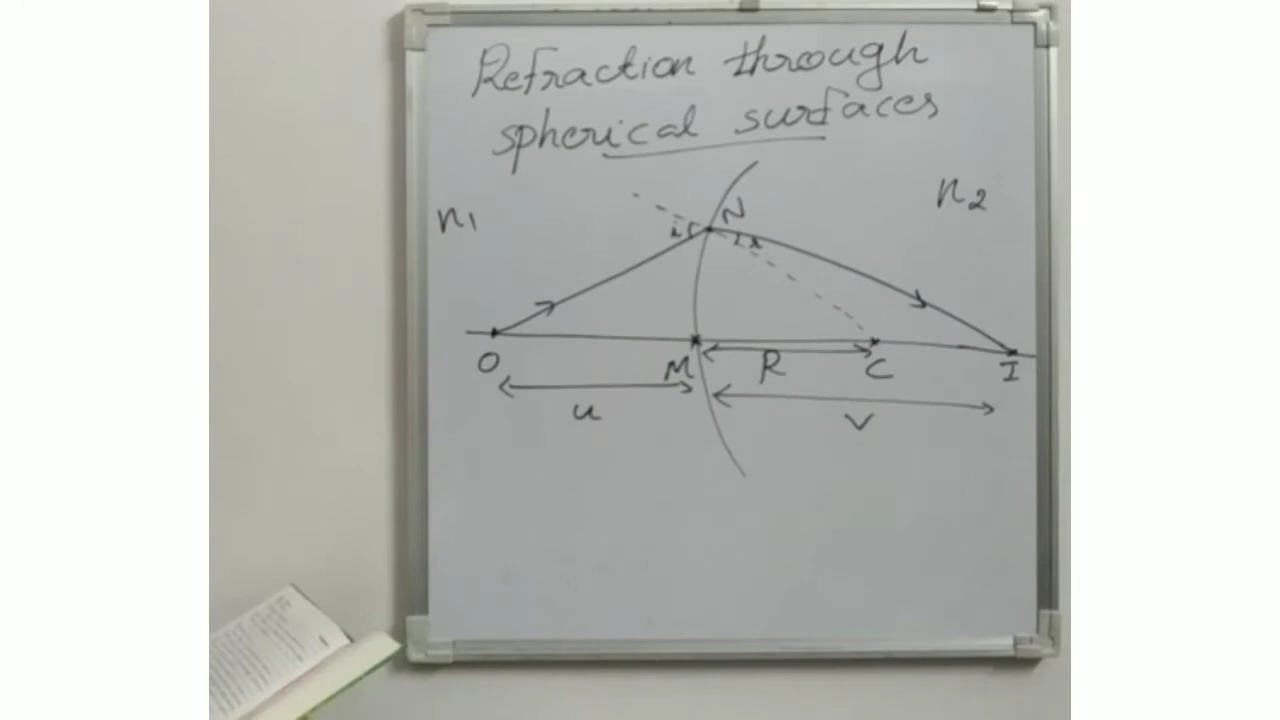 Refraction through
spherical surfaces
n1
n2
N
i
r
O
M
R
C
I
u
v